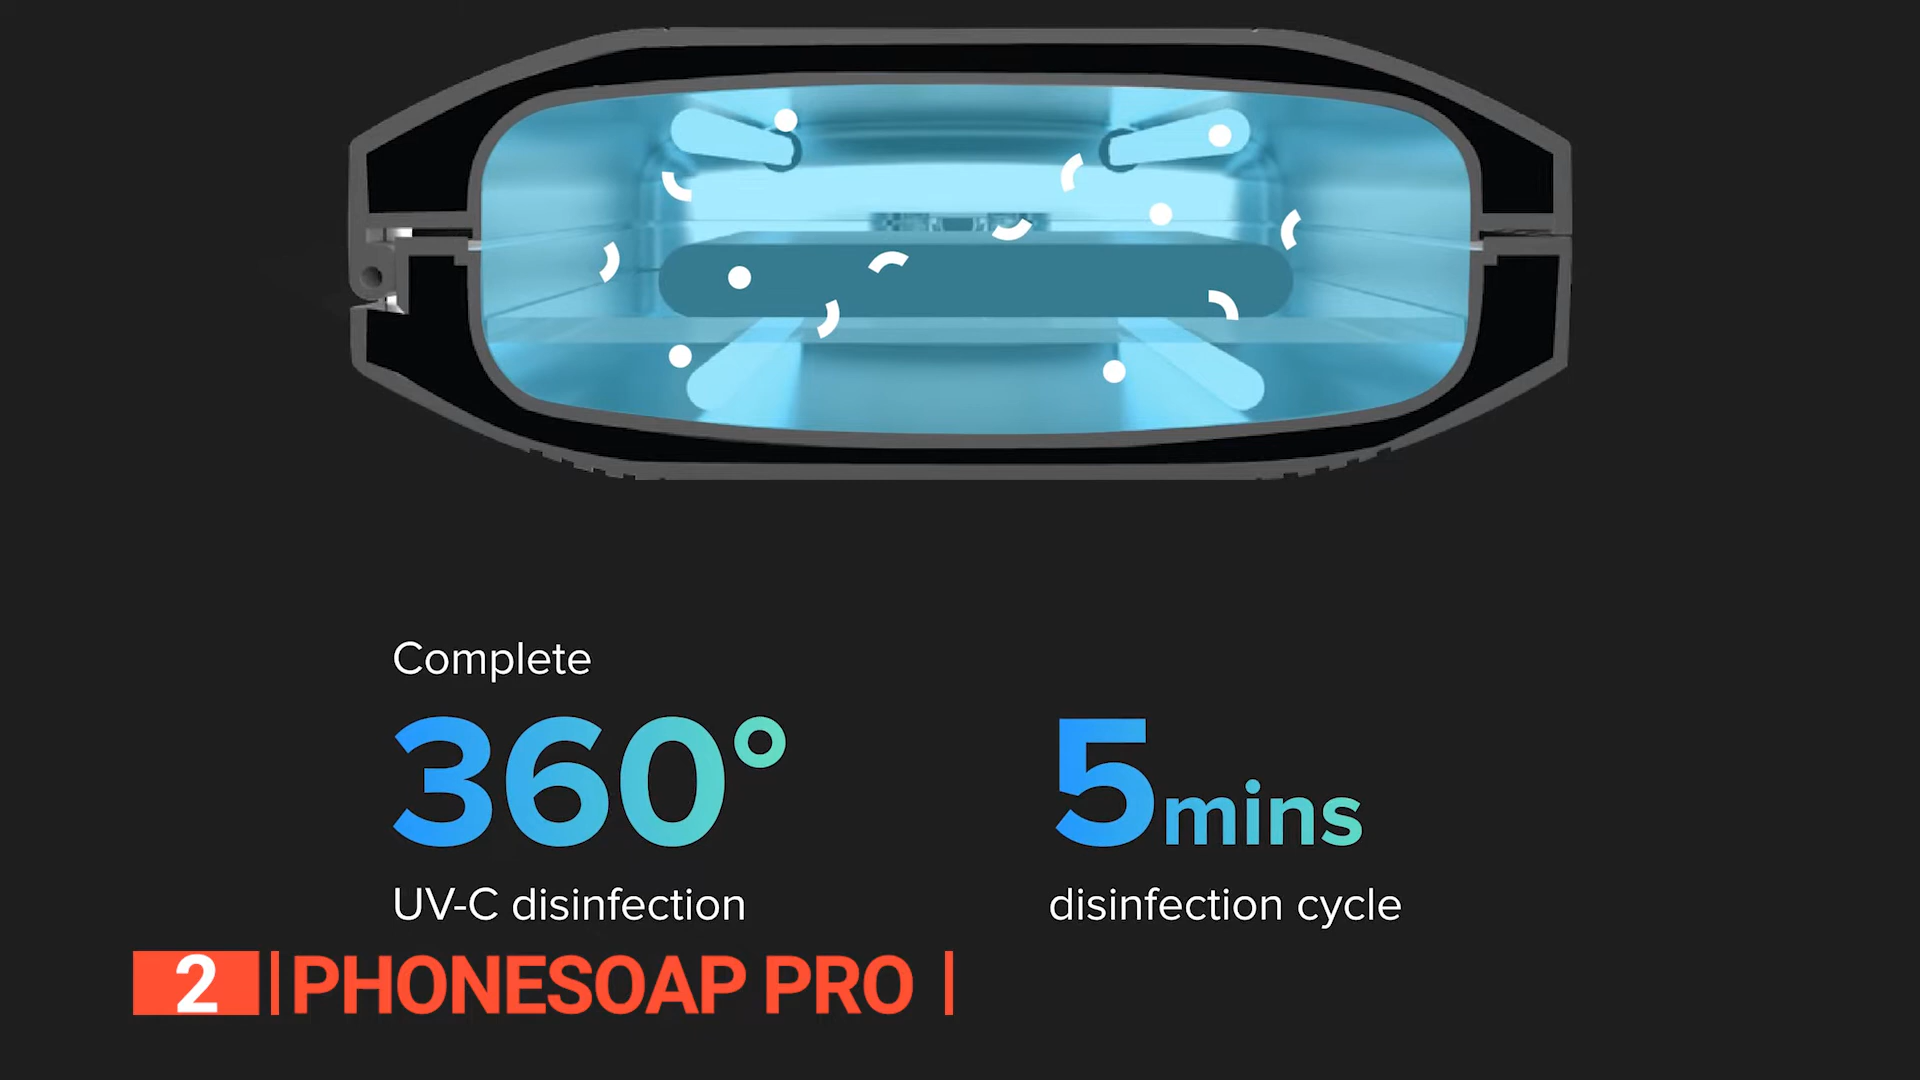 Complete
360°
UV-C disinfection
5mins
disinfection cycle
2 PHONESOAP PRO